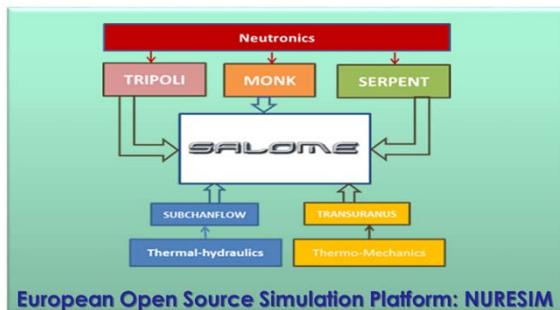 Neutronics
TRIPOLI MONK SERPENT
SALOME
SUBCHANFLOW TRANSURANUS
Thermal-hydraulics Thermo-Mechanics
European Open Source Simulation Platform: NURESIM